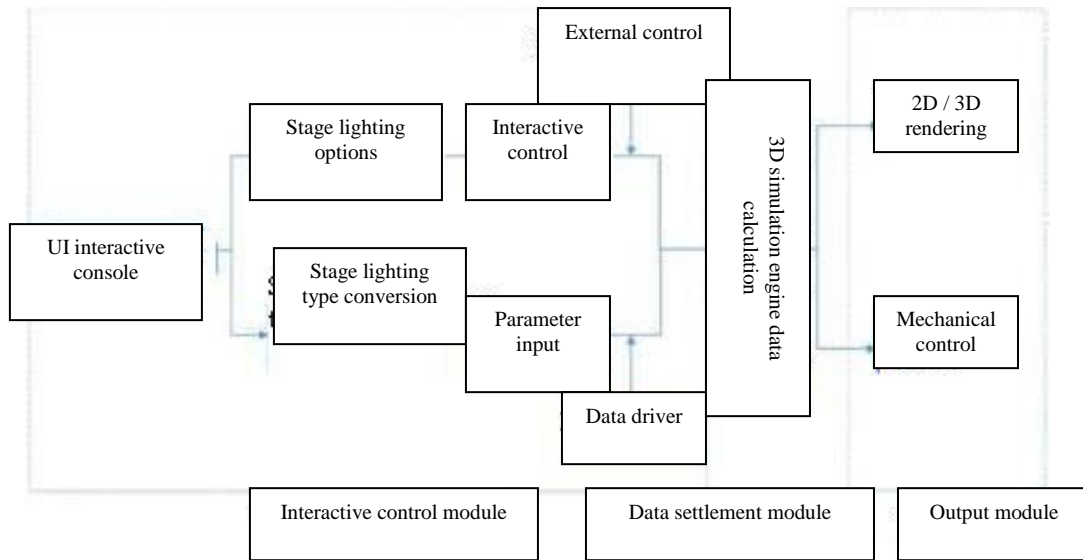 External control
Stage lighting
options
Interactive
control
2D / 3D
rendering
3D simulation engine data
calculation
UI interactive
console
Stage lighting
type conversion
Parameter
input
Mechanical
control
Data driver
Interactive control module
Data settlement module
Output module